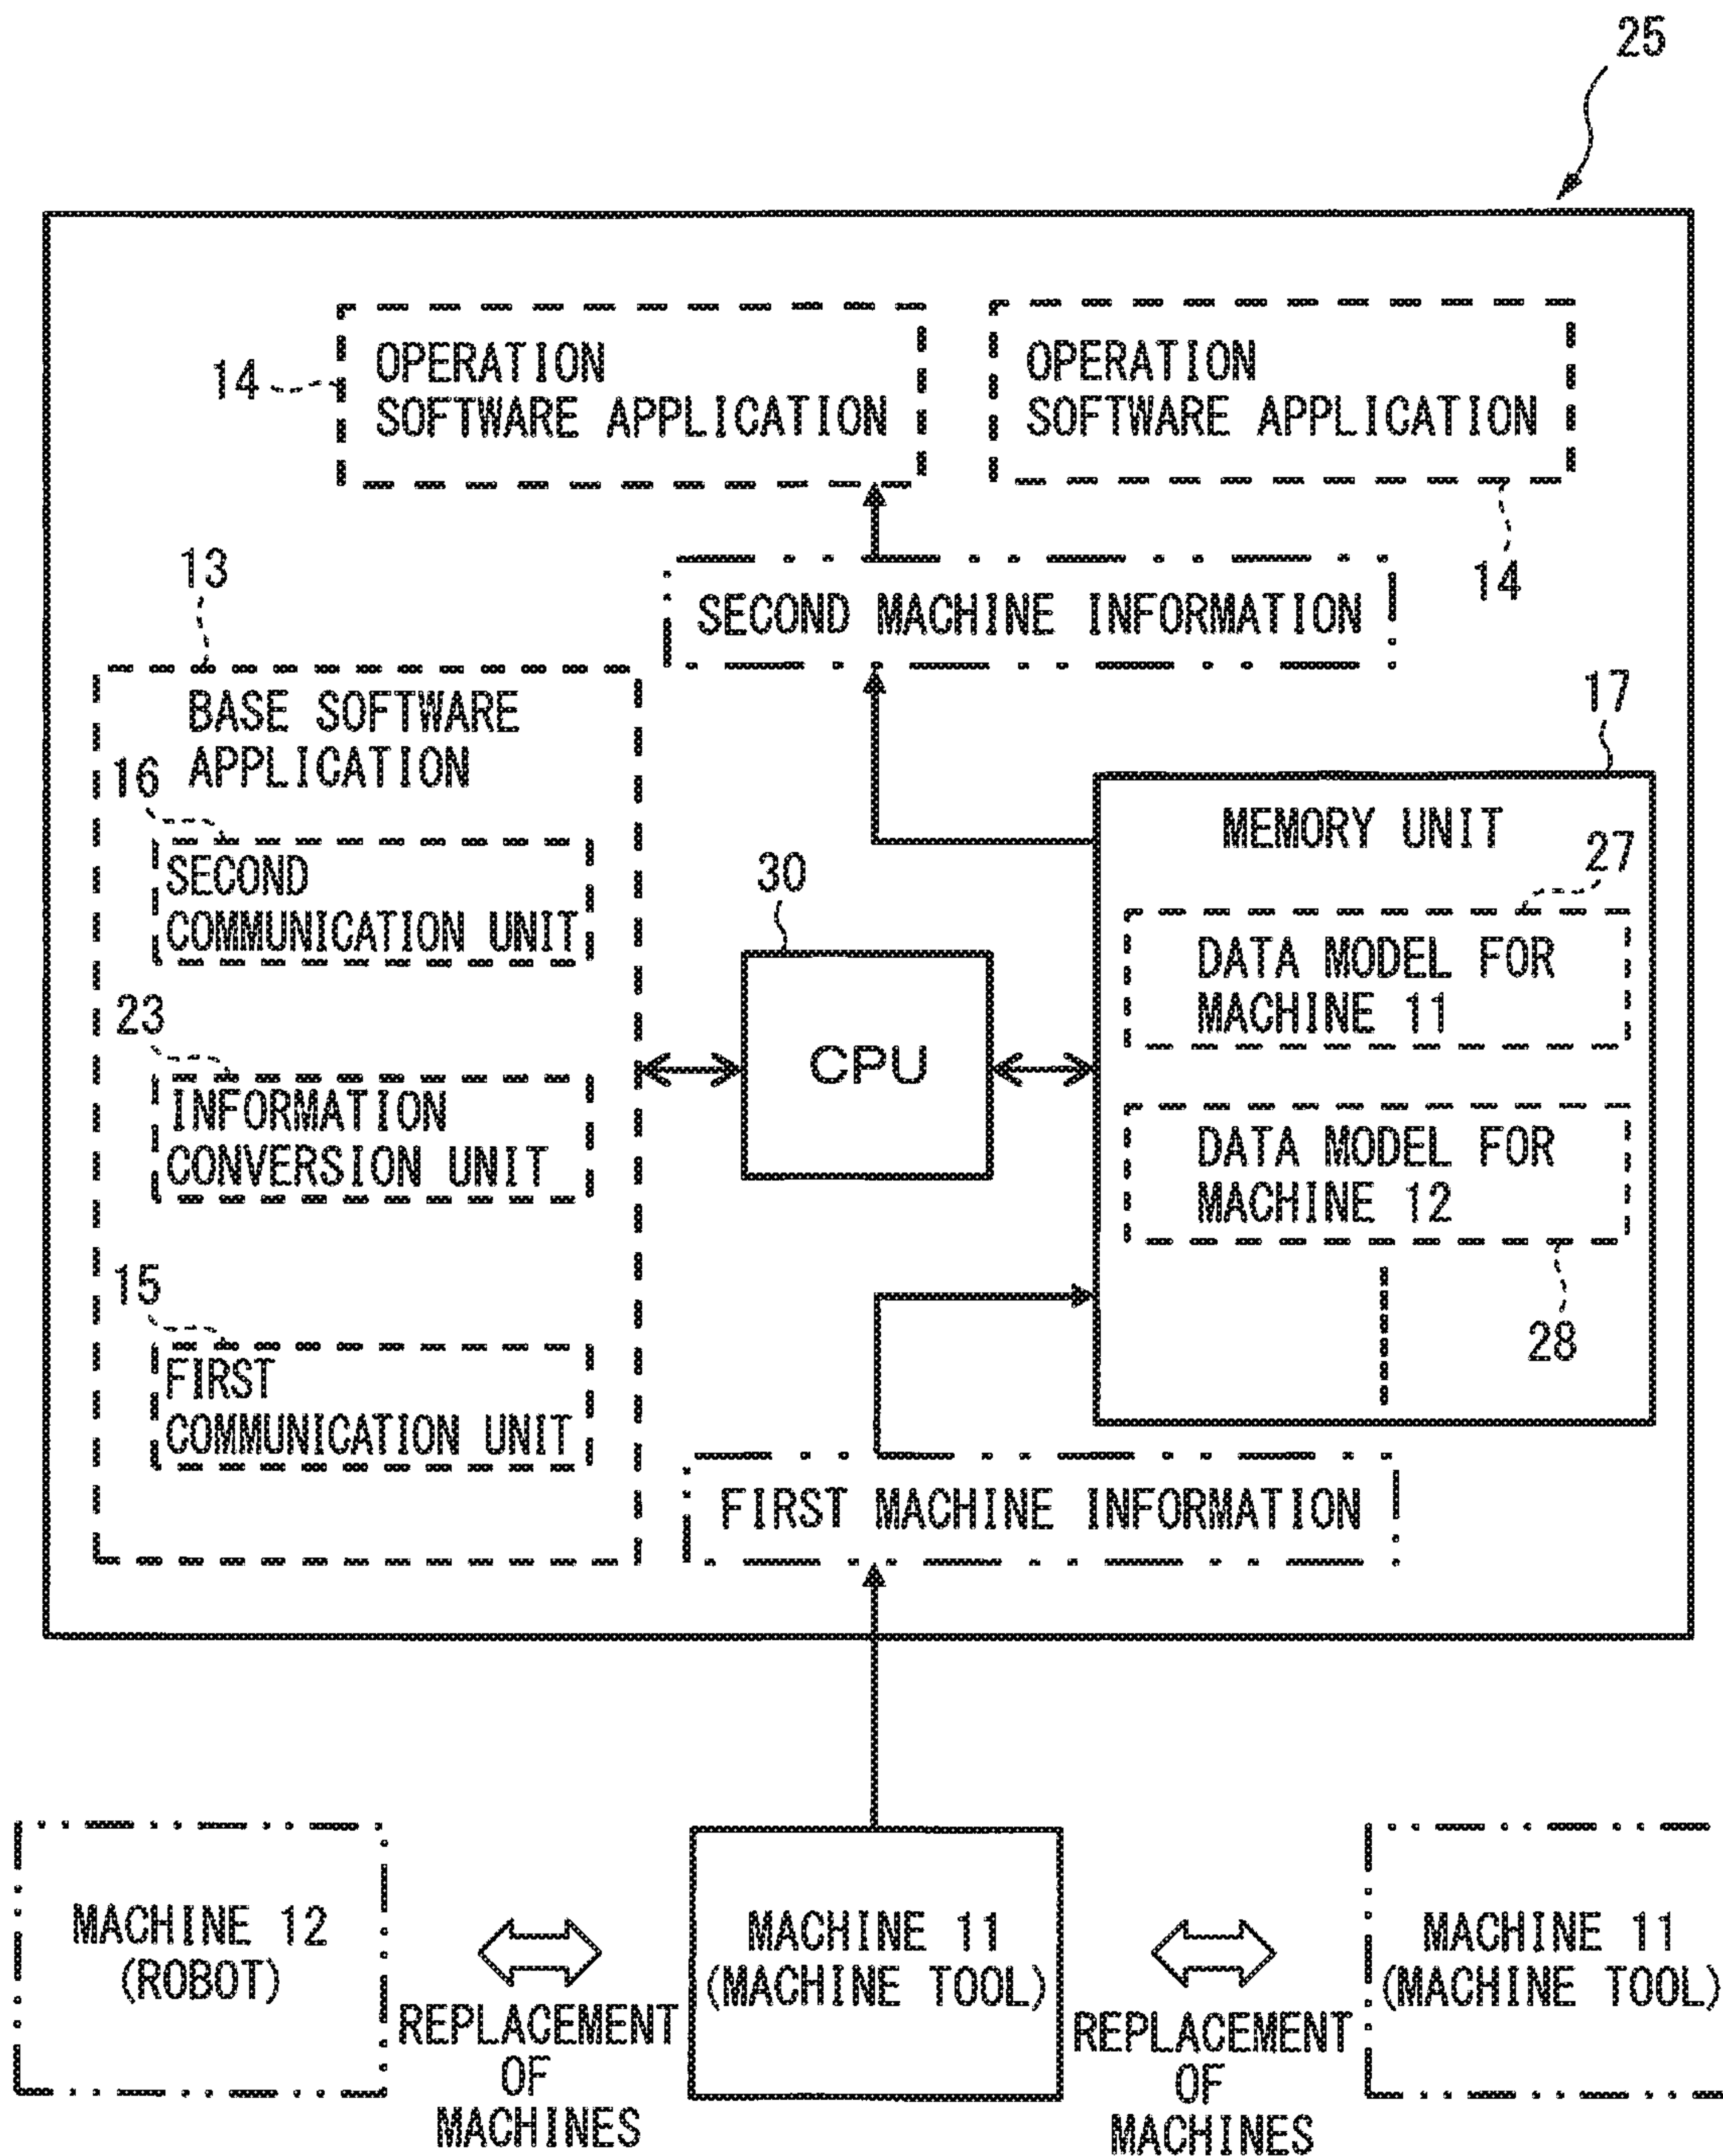 25
14
OPERATION
SOFTWARE APPLICATION
OPERATION
SOFTWARE APPLICATION
14
13
SECOND MACHINE INFORMATION
BASE SOFTWARE
APPLICATION
16
SECOND
COMMUNICATION UNIT
23
INFORMATION
CONVERSION UNIT
15
FIRST
COMMUNICATION UNIT
30
CPU
17
MEMORY UNIT
27
DATA MODEL FOR
MACHINE 11
DATA MODEL FOR
MACHINE 12
28
FIRST MACHINE INFORMATION
MACHINE 12
(ROBOT)
REPLACEMENT
OF
MACHINES
MACHINE 11
(MACHINE TOOL)
REPLACEMENT
OF
MACHINES
MACHINE 11
(MACHINE TOOL)